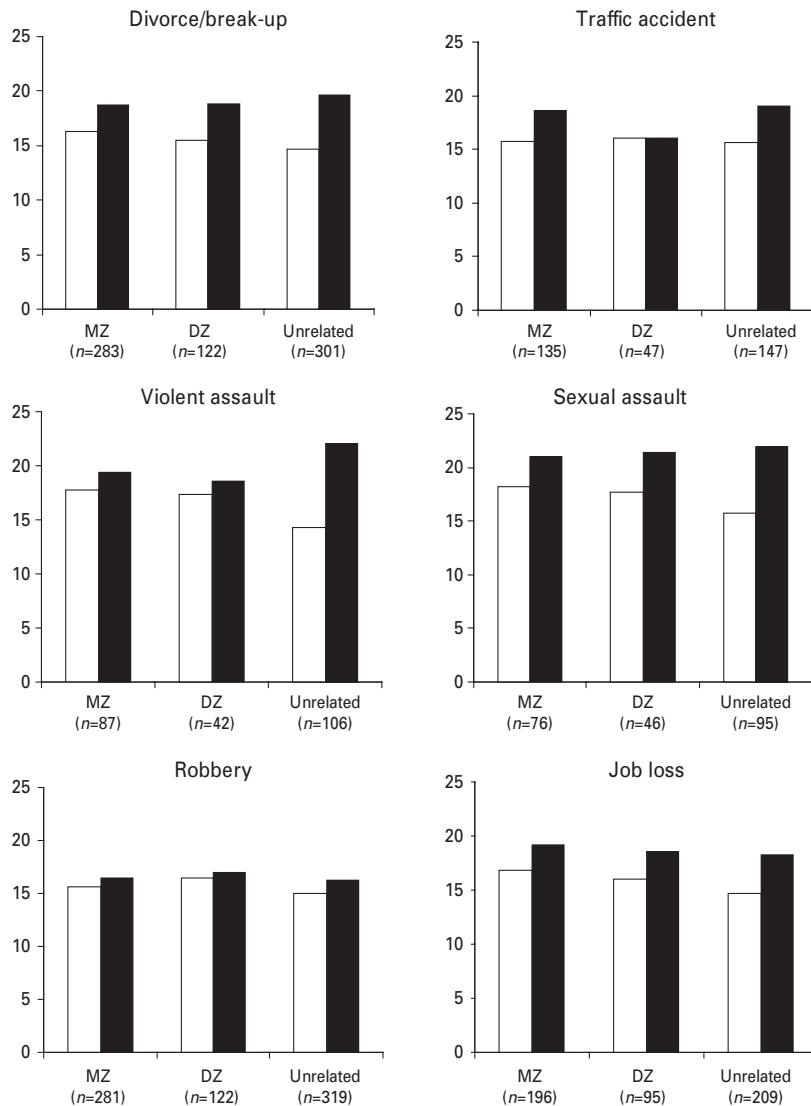 Divorce/break-up
25
20
15
10
5
0
MZ
(n=283)
DZ
(n=122)
Unrelated
(n=301)
Traffic accident
25
20
15
10
5
0
MZ
(n=135)
DZ
(n=47)
Unrelated
(n=147)
Violent assault
25
20
15
10
5
0
MZ
(n=87)
DZ
(n=42)
Unrelated
(n=106)
Sexual assault
25
20
15
10
5
0
MZ
(n=76)
DZ
(n=46)
Unrelated
(n=95)
Robbery
25
20
15
10
5
0
MZ
(n=281)
DZ
(n=122)
Unrelated
(n=319)
Job loss
25
20
15
10
5
0
MZ
(n=196)
DZ
(n=95)
Unrelated
(n=209)